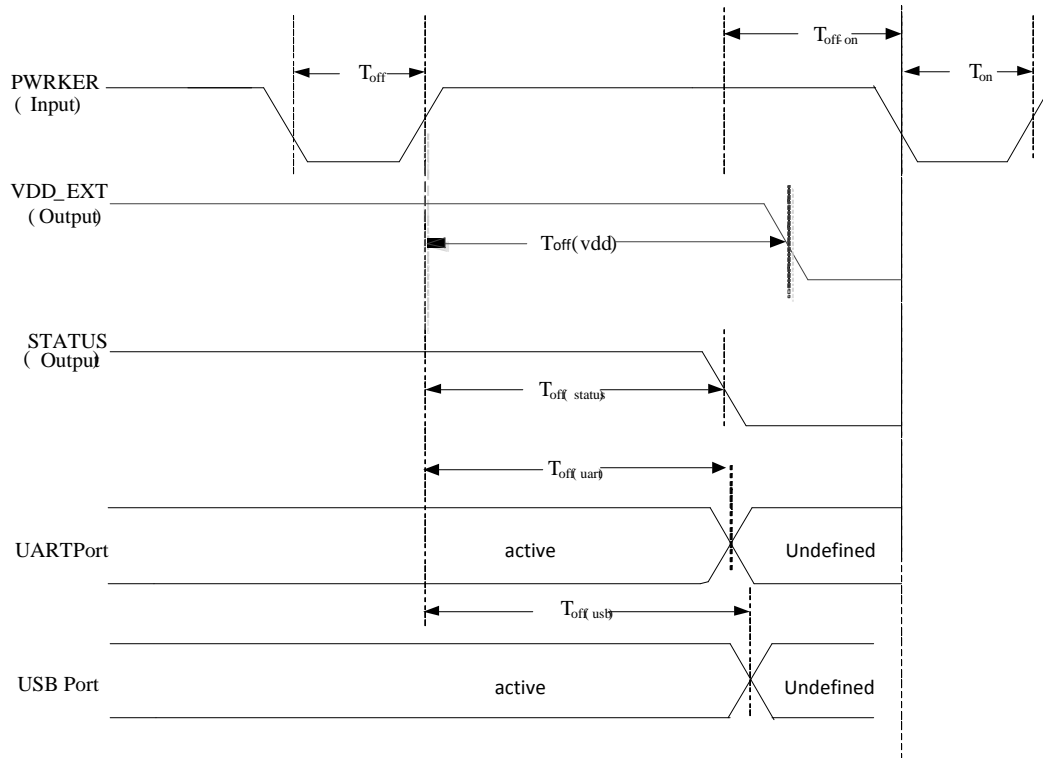 Toff-on
Toff
Ton
PWRKER
( Input)
VDD_EXT
(Output)
Toff(vdd)
STATUS
( Output)
Toff( status)
Toff( uart)
UARTPort
active
Undefined
Toff( usb)
USB Port
active
Undefined